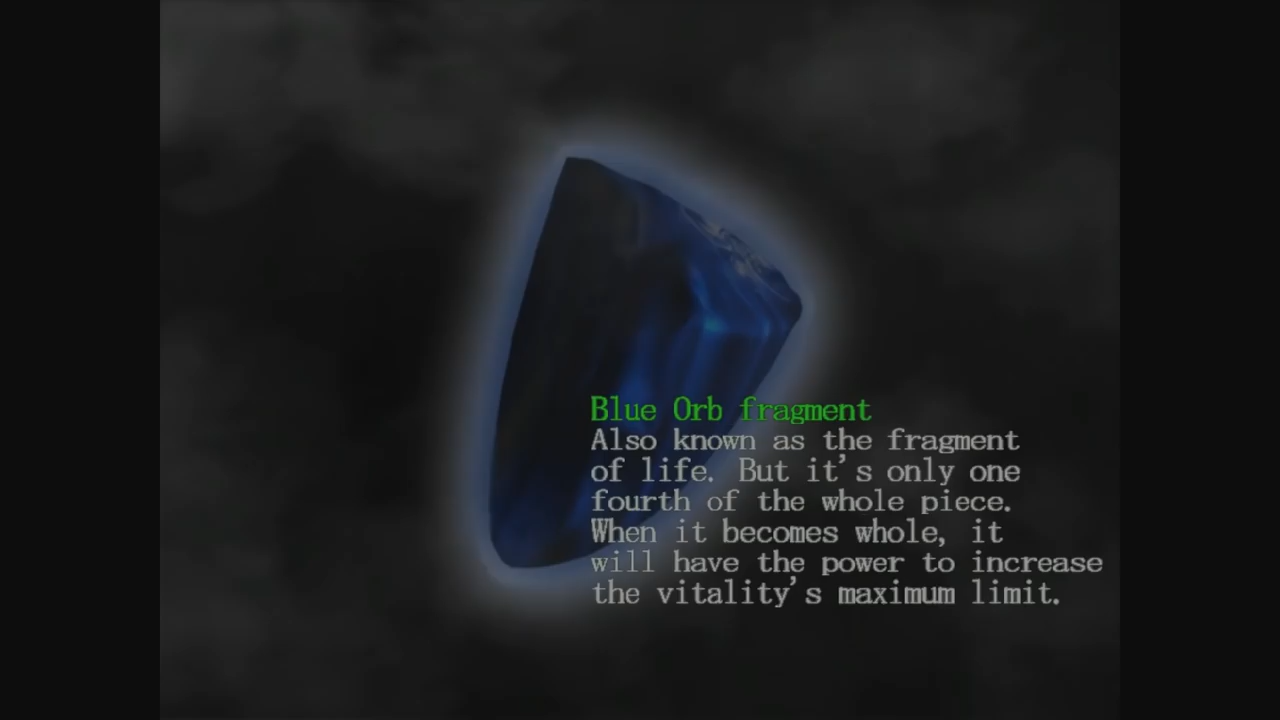 Blue Orb fragment
Also known as the fragment
of life. But it's only one
fourth of the whole piece.
When it becomes whole, it
will have the power to increase
the vitality's maximum limit.